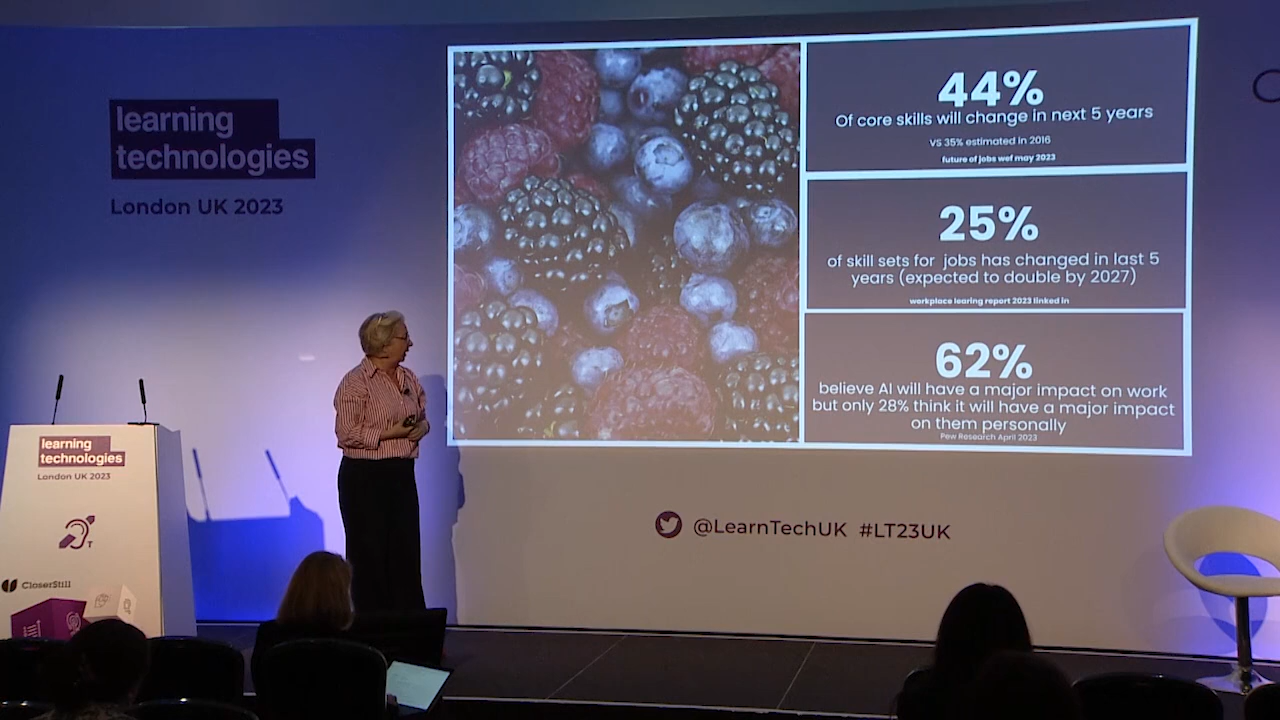 learning
technologies
London UK 2023
44%
Of core skills will change in next 5 years
VS 35% estimated in 2016
future of jobs wef may 2023
25%
of skill sets for jobs has changed in last 5
years (expected to double by 2027)
workplace learing report 2023 linked in
62%
believe AI will have a major impact on work
but only 28% think it will have a major impact
on them personally
Pew Research April 2023
@LearnTechUK #LT23UK
learning
technologies
London UK 2023
T
CloserStill